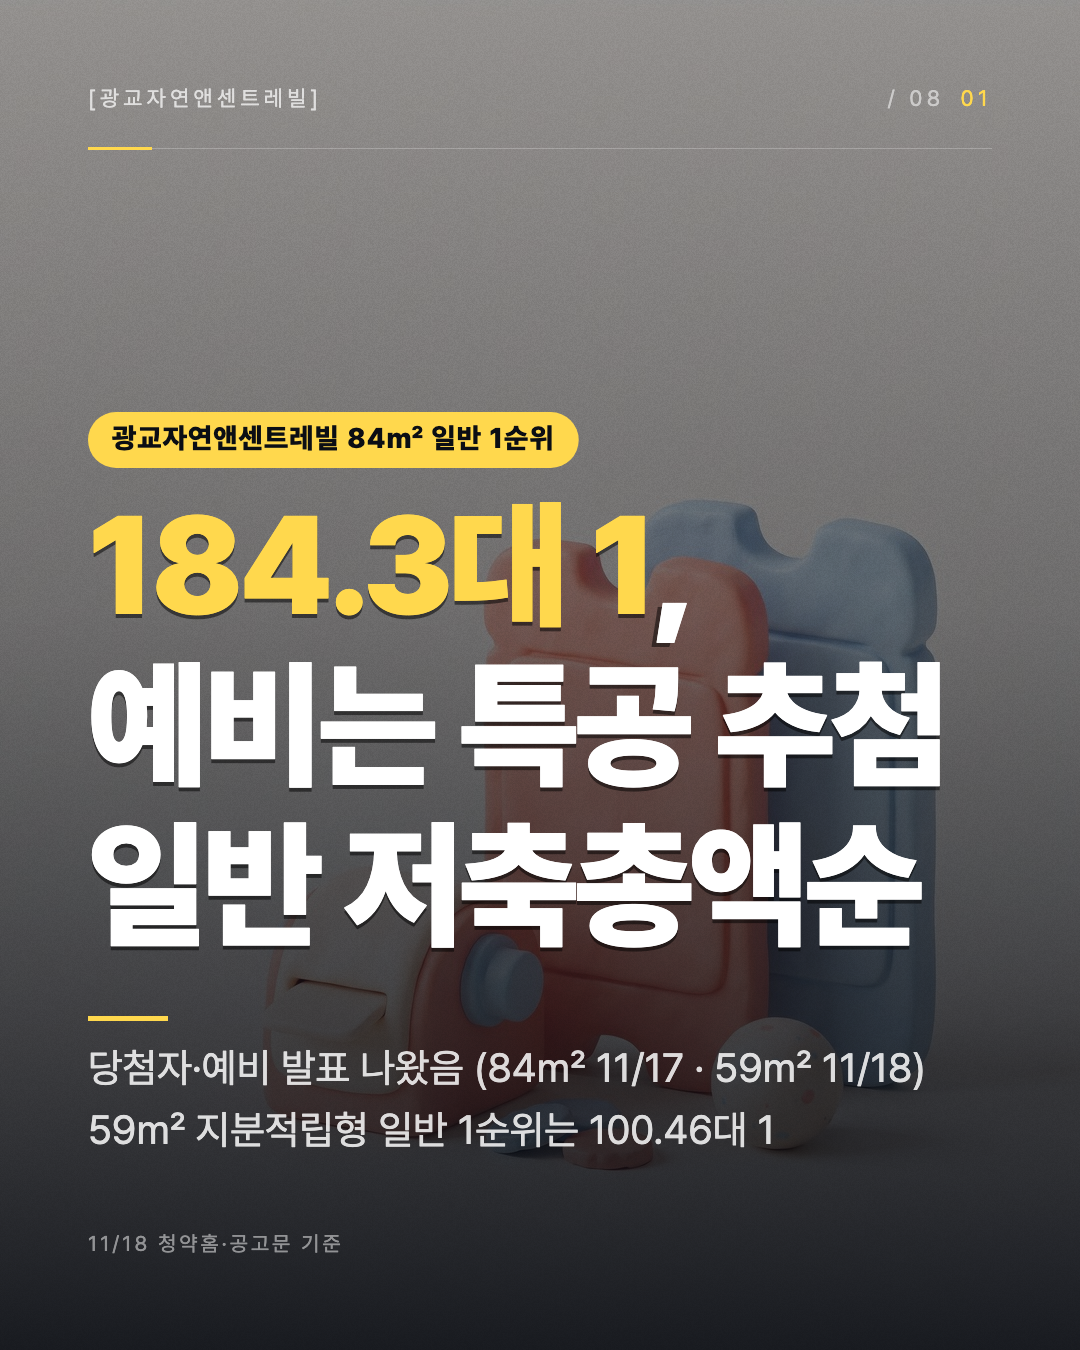 [광교자연앤센트레빌]
/ 08 01
광교자연앤센트레빌 84m² 일반 1순위
184.3대 1,
예비는 특공 추첨
일반 저축총액순
당첨자·예비 발표 나왔음 (84m² 11/17 · 59m² 11/18)
59m² 지분적립형 일반 1순위는 100.46대 1
11/18 청약홈·공고문 기준